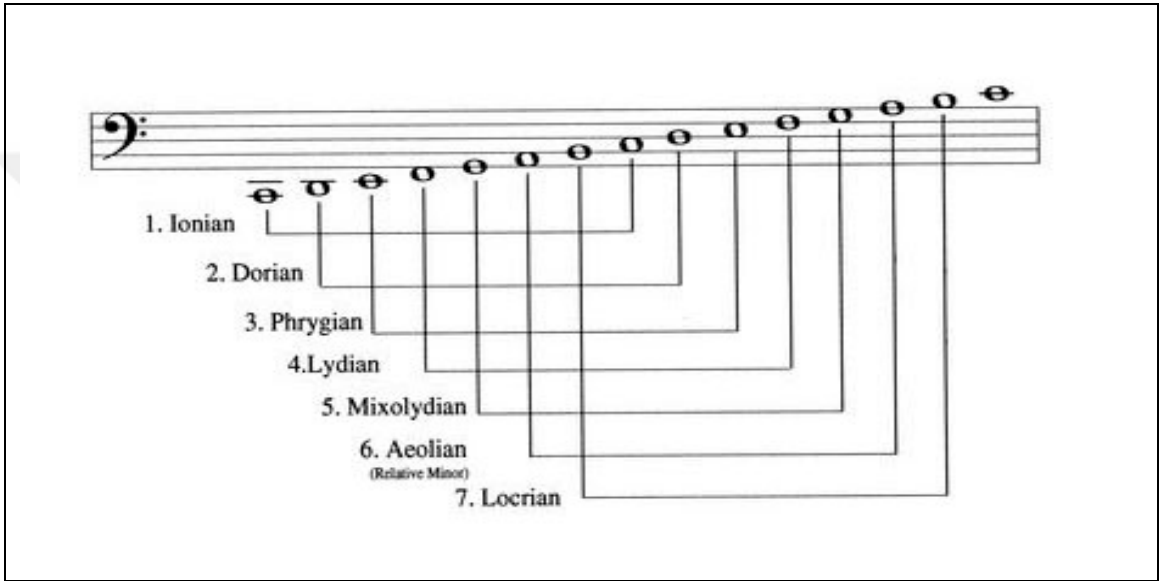 1. Ionian
2. Dorian
3. Phrygian
4.Lydian
5. Mixolydian
6. Aeolian
(Relative Minor)
7. Locrian